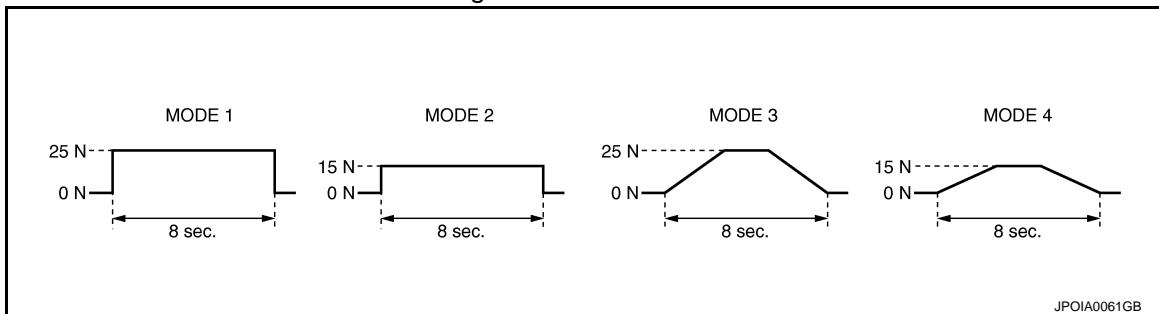 MODE 1 MODE 2 MODE 3 MODE 4
25 N 15 N 25 N 15 N
0 N 0 N 0 N 0 N
8 sec. 8 sec. 8 sec. 8 sec.
JPOIA0061GB